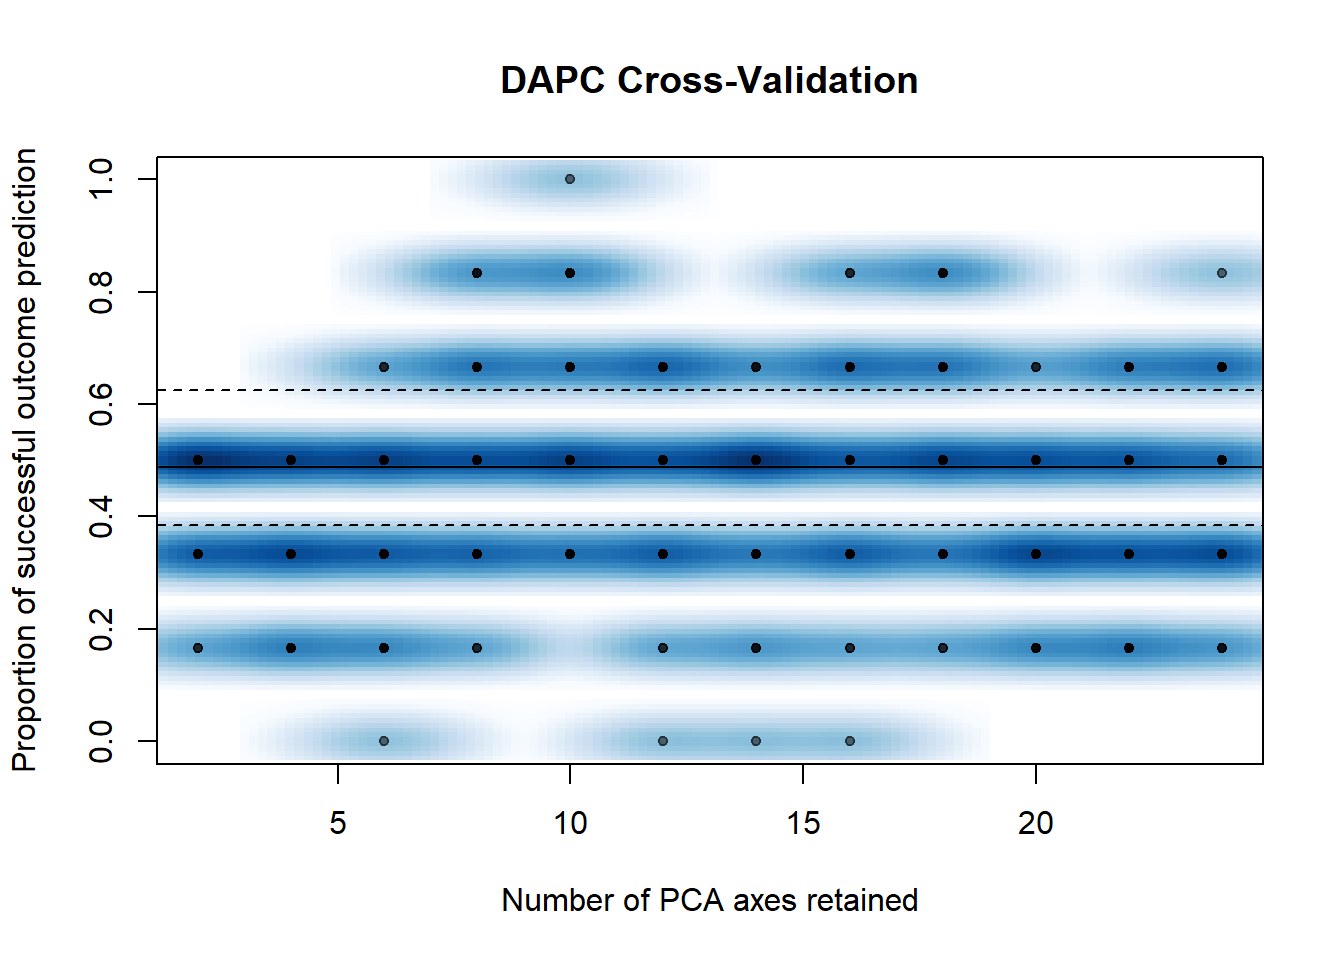 DAPC Cross-Validation
Proportion of successful outcome prediction
1.0
0.8
0.6
0.4
0.2
0.0
5 10 15 20
Number of PCA axes retained